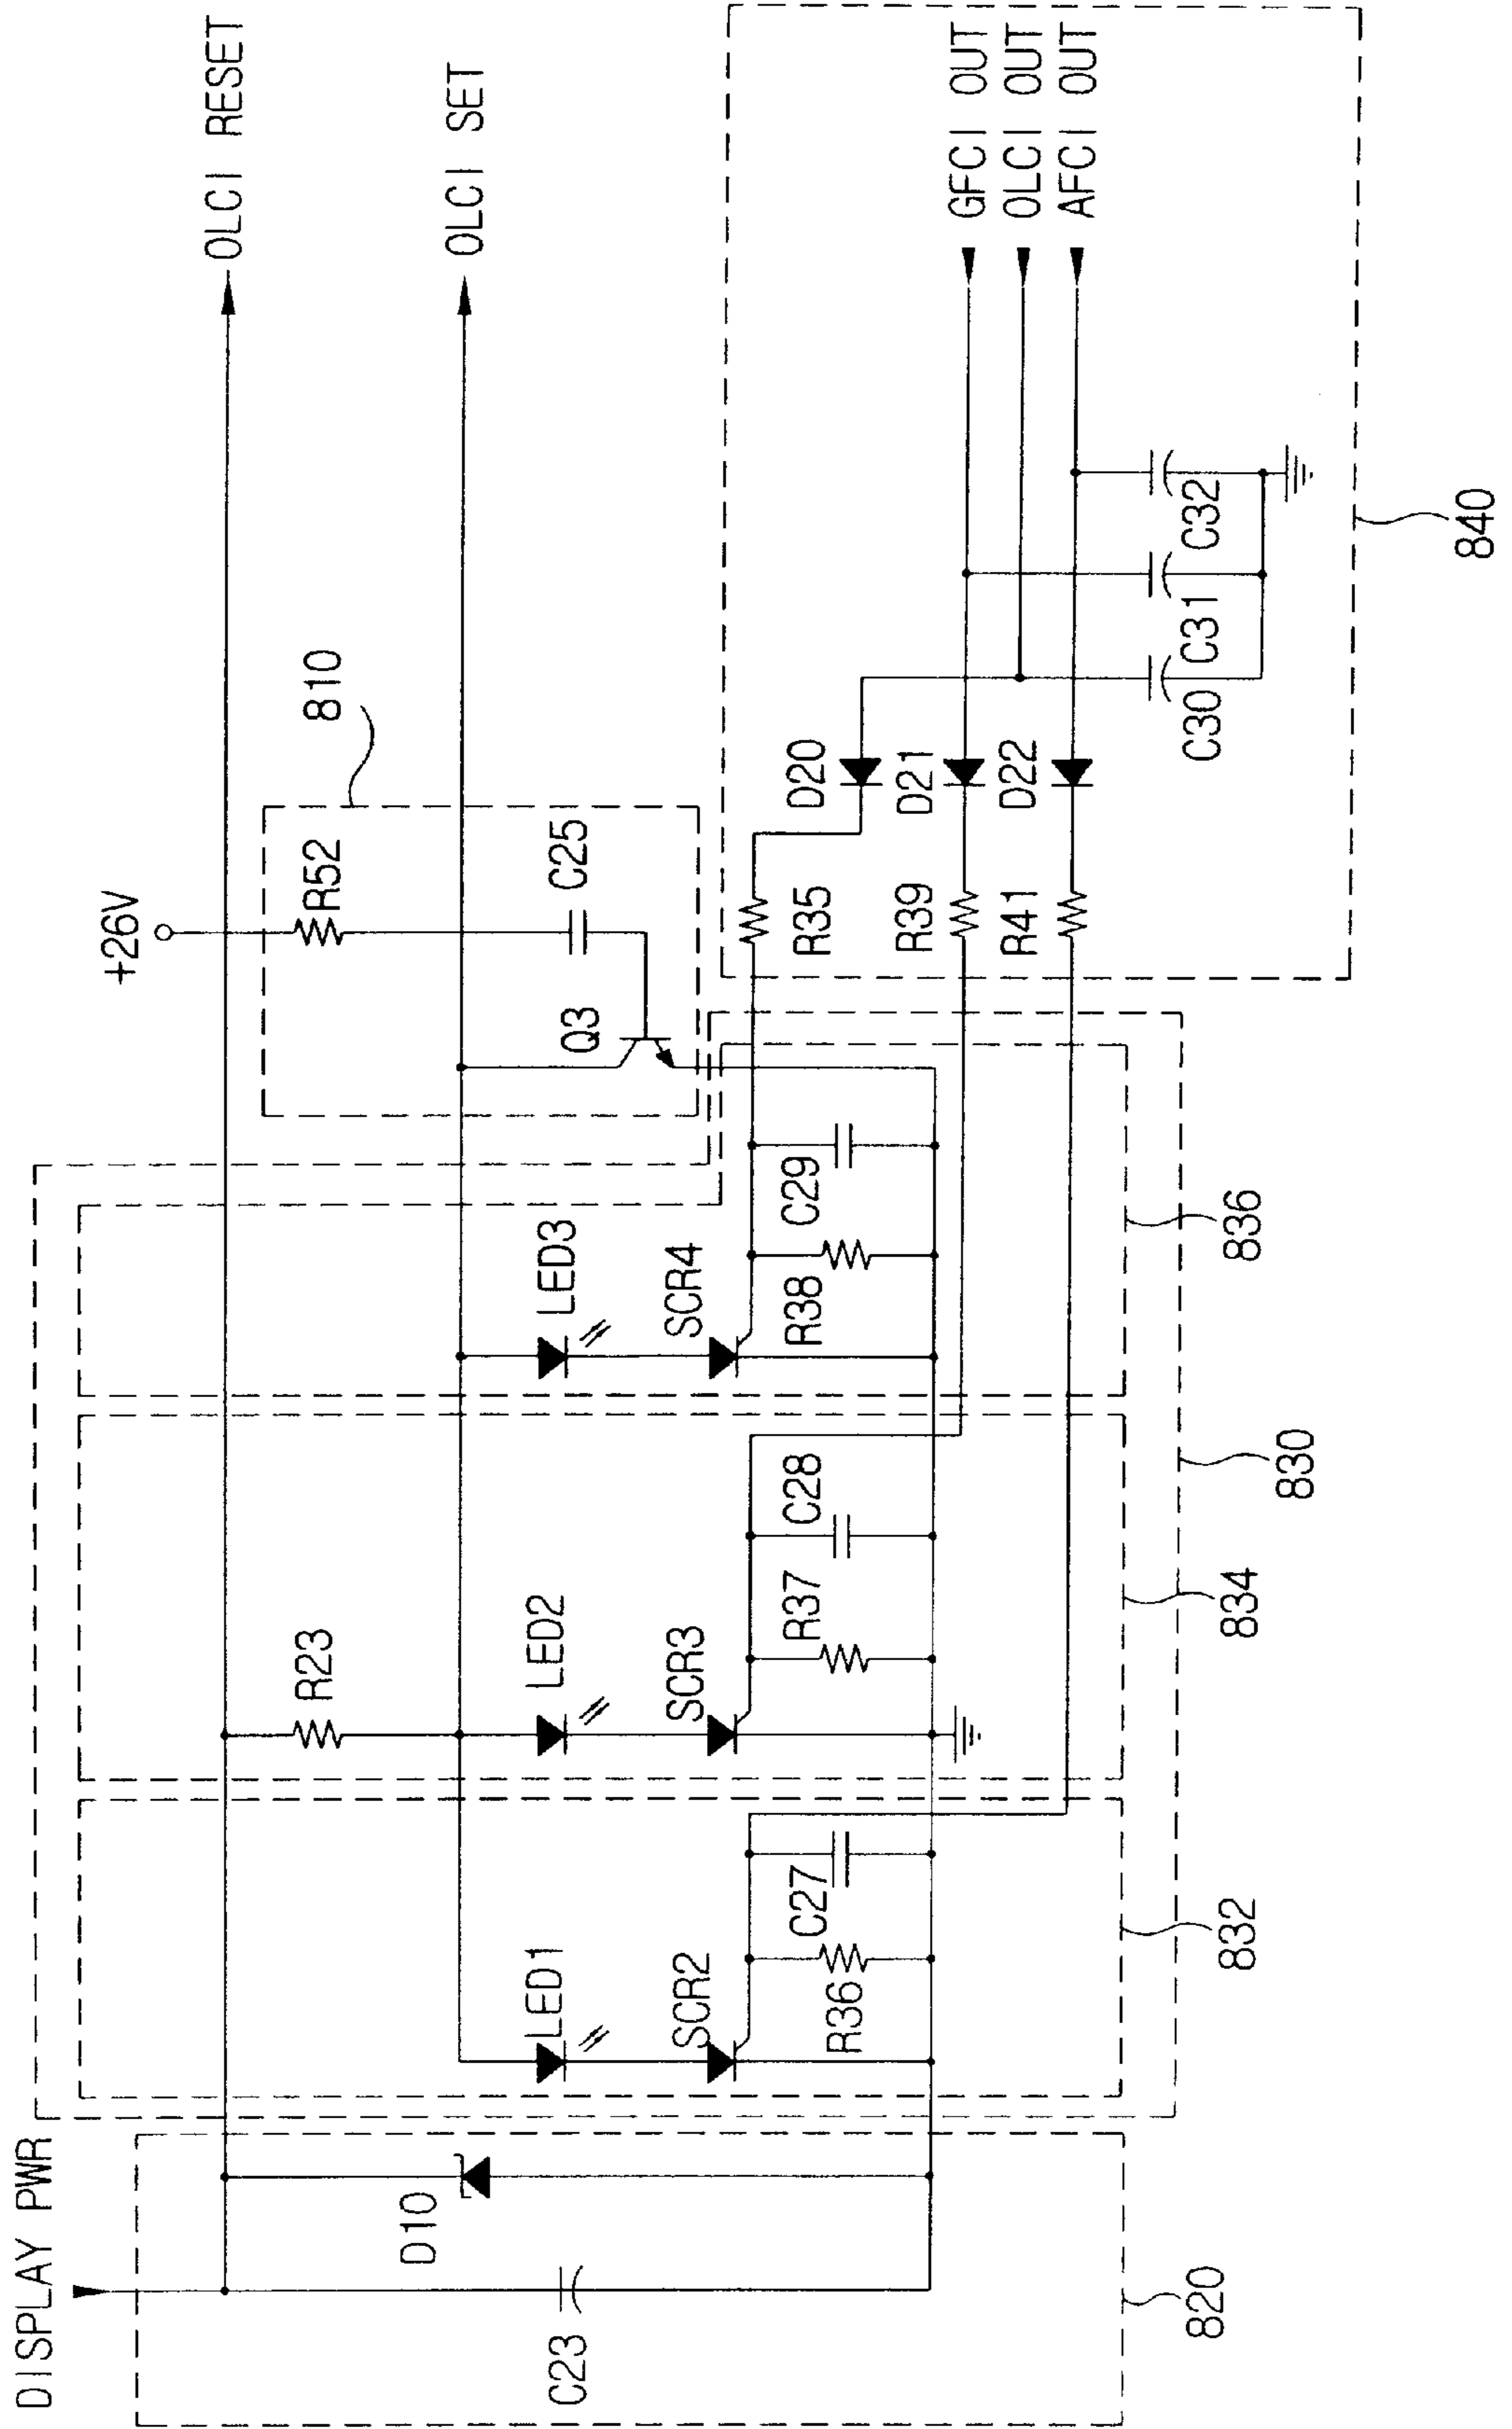 DISPLAY PWR
+26V
OLCI RESET
OLCI SET
810
R52
C25
Q3
R23
LED1
LED2
LED3
SCR2
SCR3
SCR4
D10
C23
R36
C27
R37
C28
R38
C29
R35
R39
R41
D20
D21
D22
C30
C31
C32
GFCI OUT
OLCI OUT
AFCI OUT
820
832
834
830
836
840